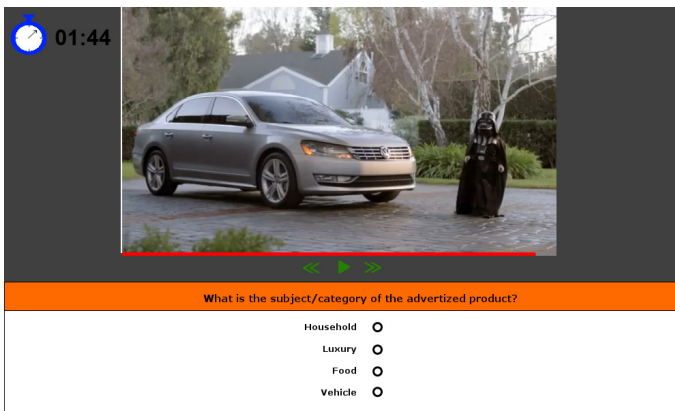 01:44
What is the subject/category of the advertized product?
Household
Luxury
Food
Vehicle